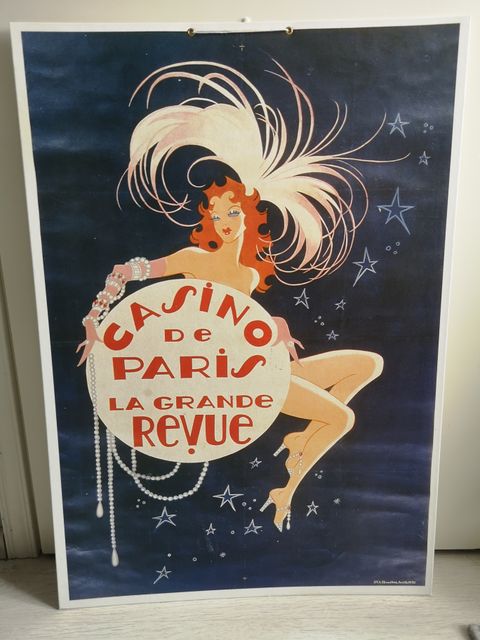 CASINO
DE
PARIS
LA GRANDE
REVUE